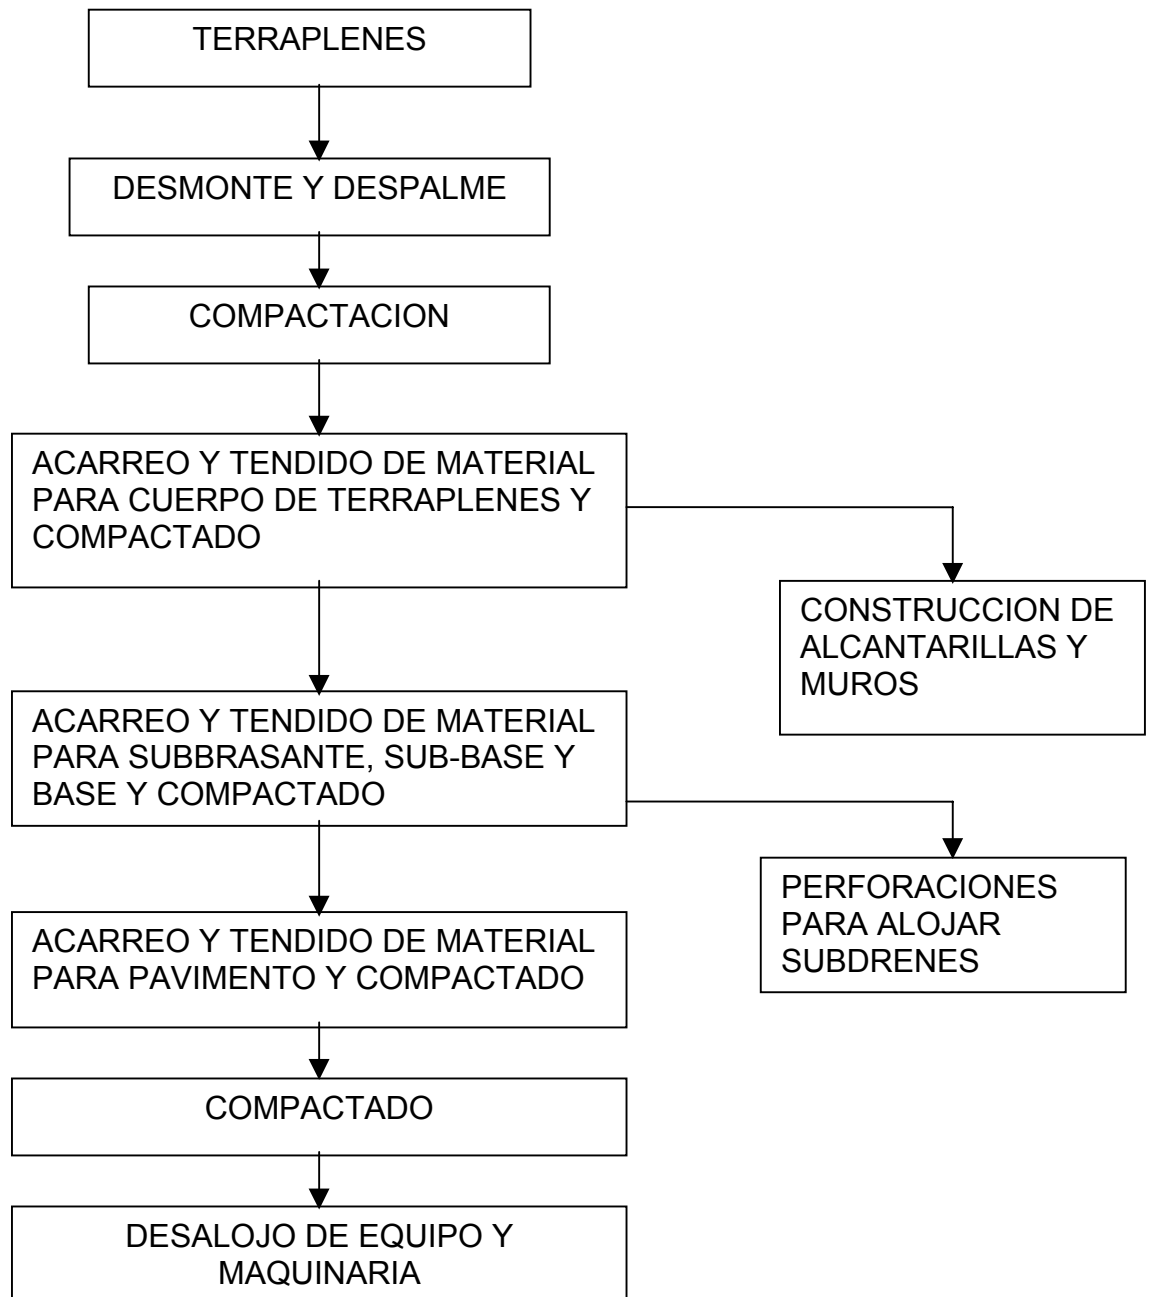 TERRAPLENES
DESMONTE Y DESPALME
COMPACTACION
ACARREO Y TENDIDO DE MATERIAL
PARA CUERPO DE TERRAPLENES Y
COMPACTADO
CONSTRUCCION DE
ALCANTARILLAS Y
MUROS
ACARREO Y TENDIDO DE MATERIAL
PARA SUBBRASANTE, SUB-BASE Y
BASE Y COMPACTADO
PERFORACIONES
PARA ALOJAR
SUBDRENES
ACARREO Y TENDIDO DE MATERIAL
PARA PAVIMENTO Y COMPACTADO
COMPACTADO
DESALOJO DE EQUIPO Y
MAQUINARIA